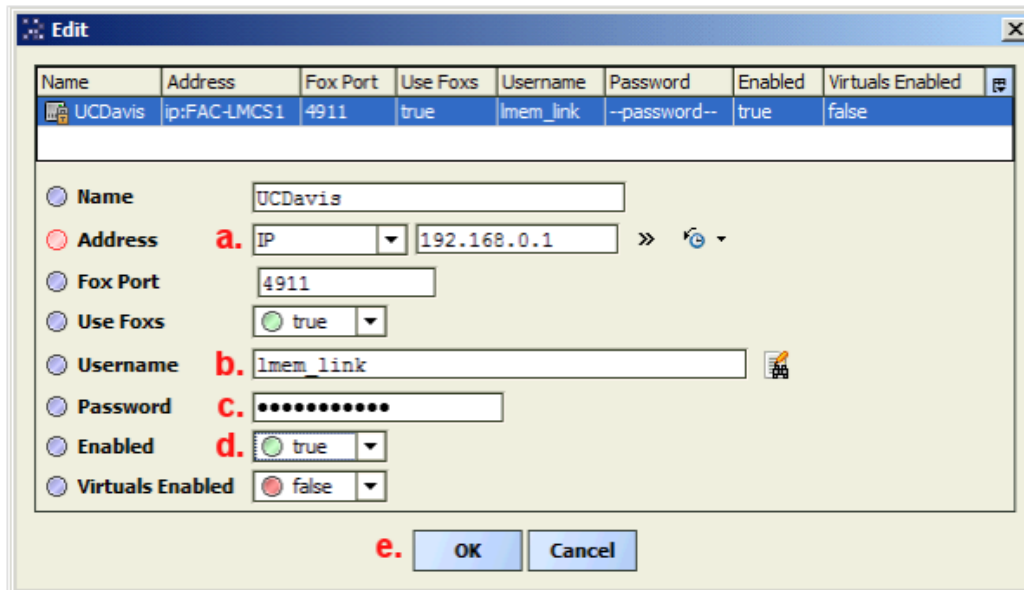 Edit
Name Address Fox Port Use Foxs Username Password Enabled Virtuals Enabled
UCDavis ip:FAC-LMCS1 4911 true lmem_link --password-- true false
Name UCDavis
Address a. IP 192.168.0.1 »
Fox Port 4911
Use Foxs true
Username b. lmem_link
Password c. •••••••••••
Enabled d. true
Virtuals Enabled false
e. OK Cancel